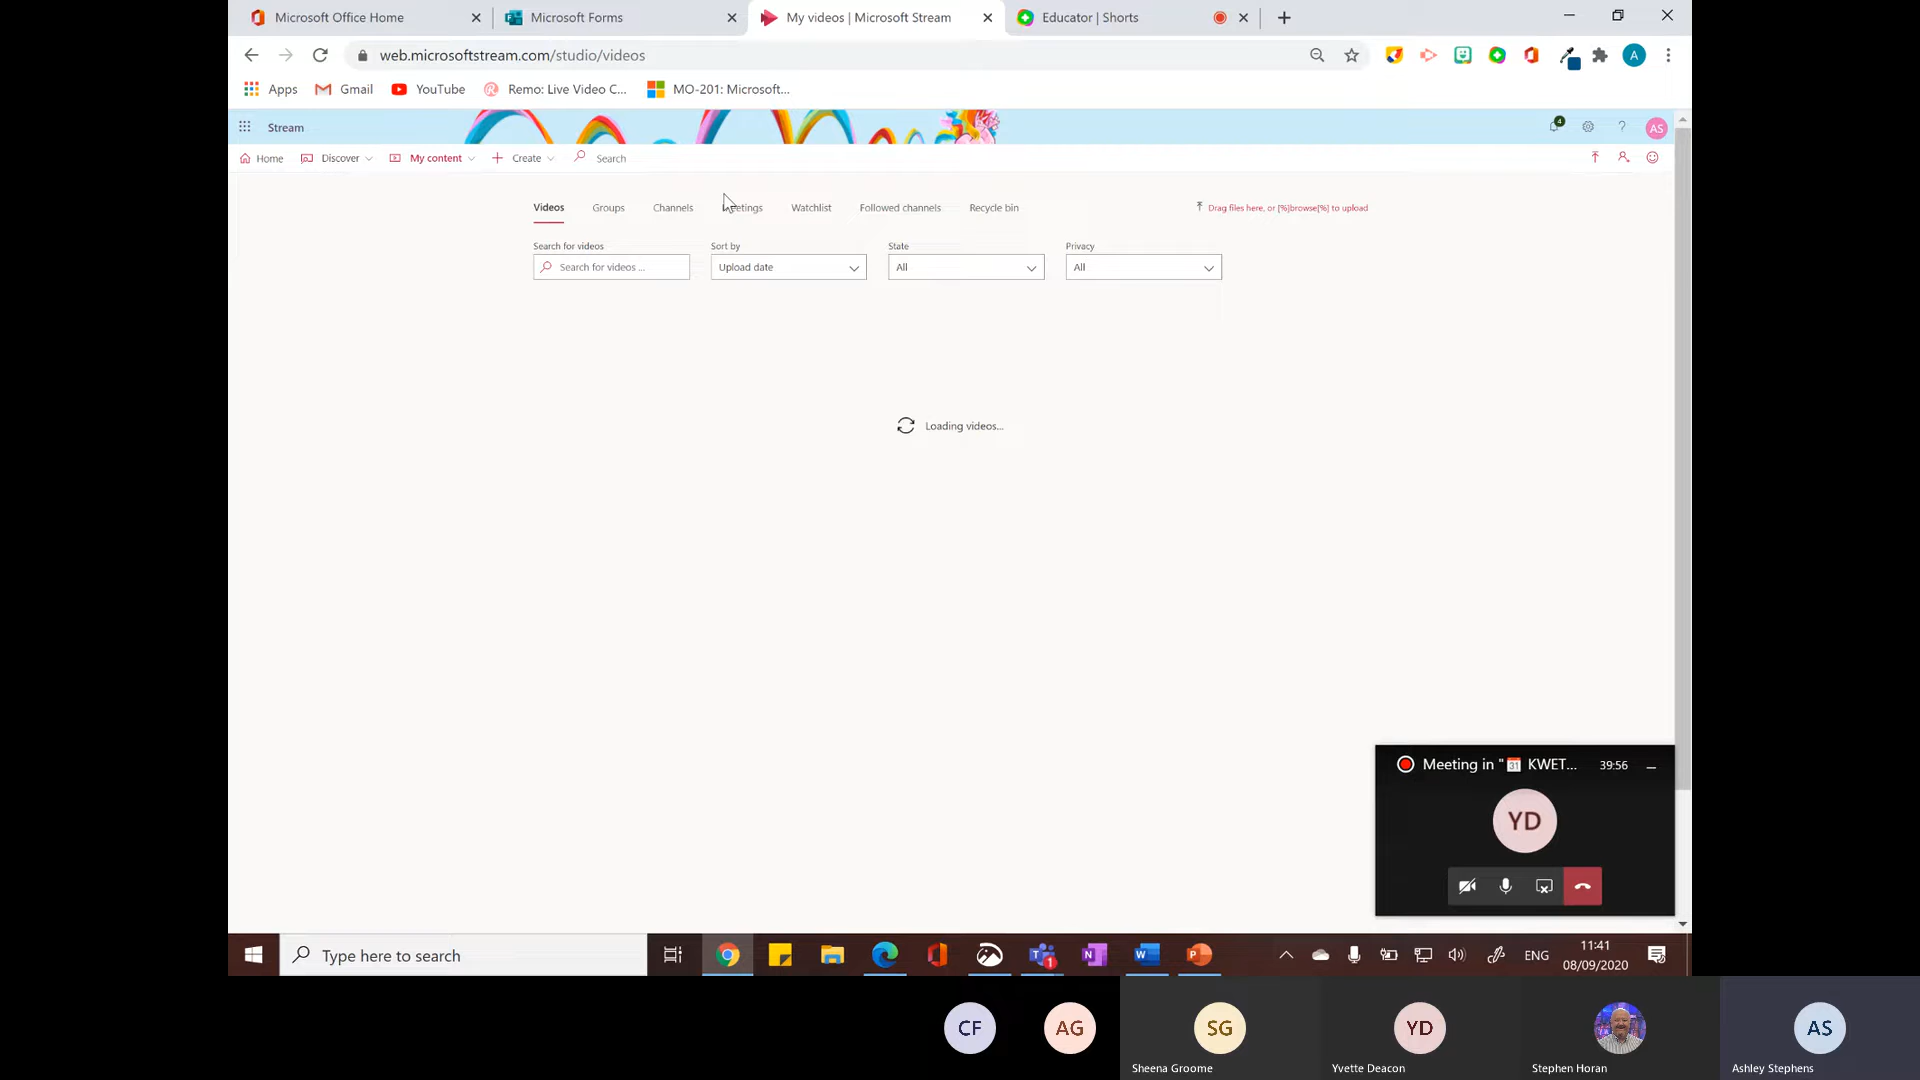 Microsoft Office Home
Microsoft Forms
My videos | Microsoft Stream
Educator | Shorts
web.microsoftstream.com/studio/videos
A
Apps
Gmail
YouTube
Remo: Live Video C...
MO-201: Microsoft...
Stream
4
?
AS
Home
Discover
My content
Create
Search
Videos
Groups
Channels
Watchlist
Followed channels
Recycle bin
Drag files here, or [%]browse[%] to upload
Search for videos
Sort by
State
Privacy
Search for videos ...
Upload date
All
All
Loading videos...
Meeting in "
31
KWET...
39:56
YD
Type here to search
1
N
W
P
ENG
11:41
08/09/2020
CF
AG
SG
YD
AS
Sheena Groome
Yvette Deacon
Stephen Horan
Ashley Stephens